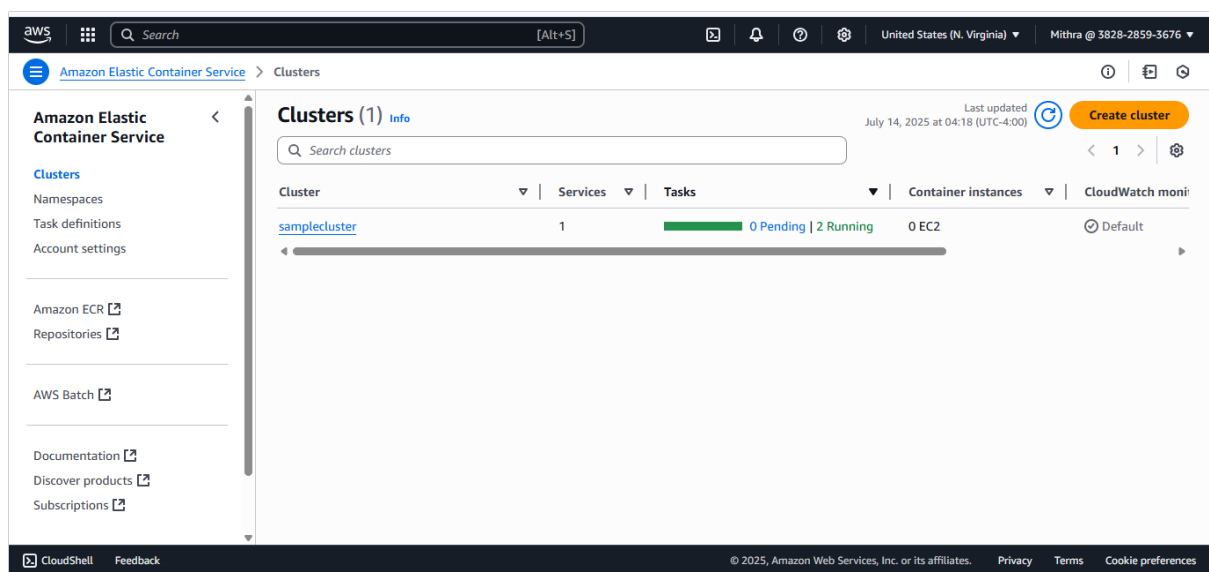 aws
Search [Alt+S] United States (N. Virginia) Mithra @ 3828-2859-3676
Amazon Elastic Container Service > Clusters
Amazon Elastic
Container Service
Clusters
Namespaces
Task definitions
Account settings
Amazon ECR
Repositories
AWS Batch
Documentation
Discover products
Subscriptions
Clusters (1) Info
Last updated
July 14, 2025 at 04:18 (UTC-4:00)
Create cluster
Search clusters
1
Cluster Services Tasks Container instances CloudWatch monit
samplecluster 1 0 Pending | 2 Running 0 EC2 Default
CloudShell Feedback © 2025, Amazon Web Services, Inc. or its affiliates. Privacy Terms Cookie preferences